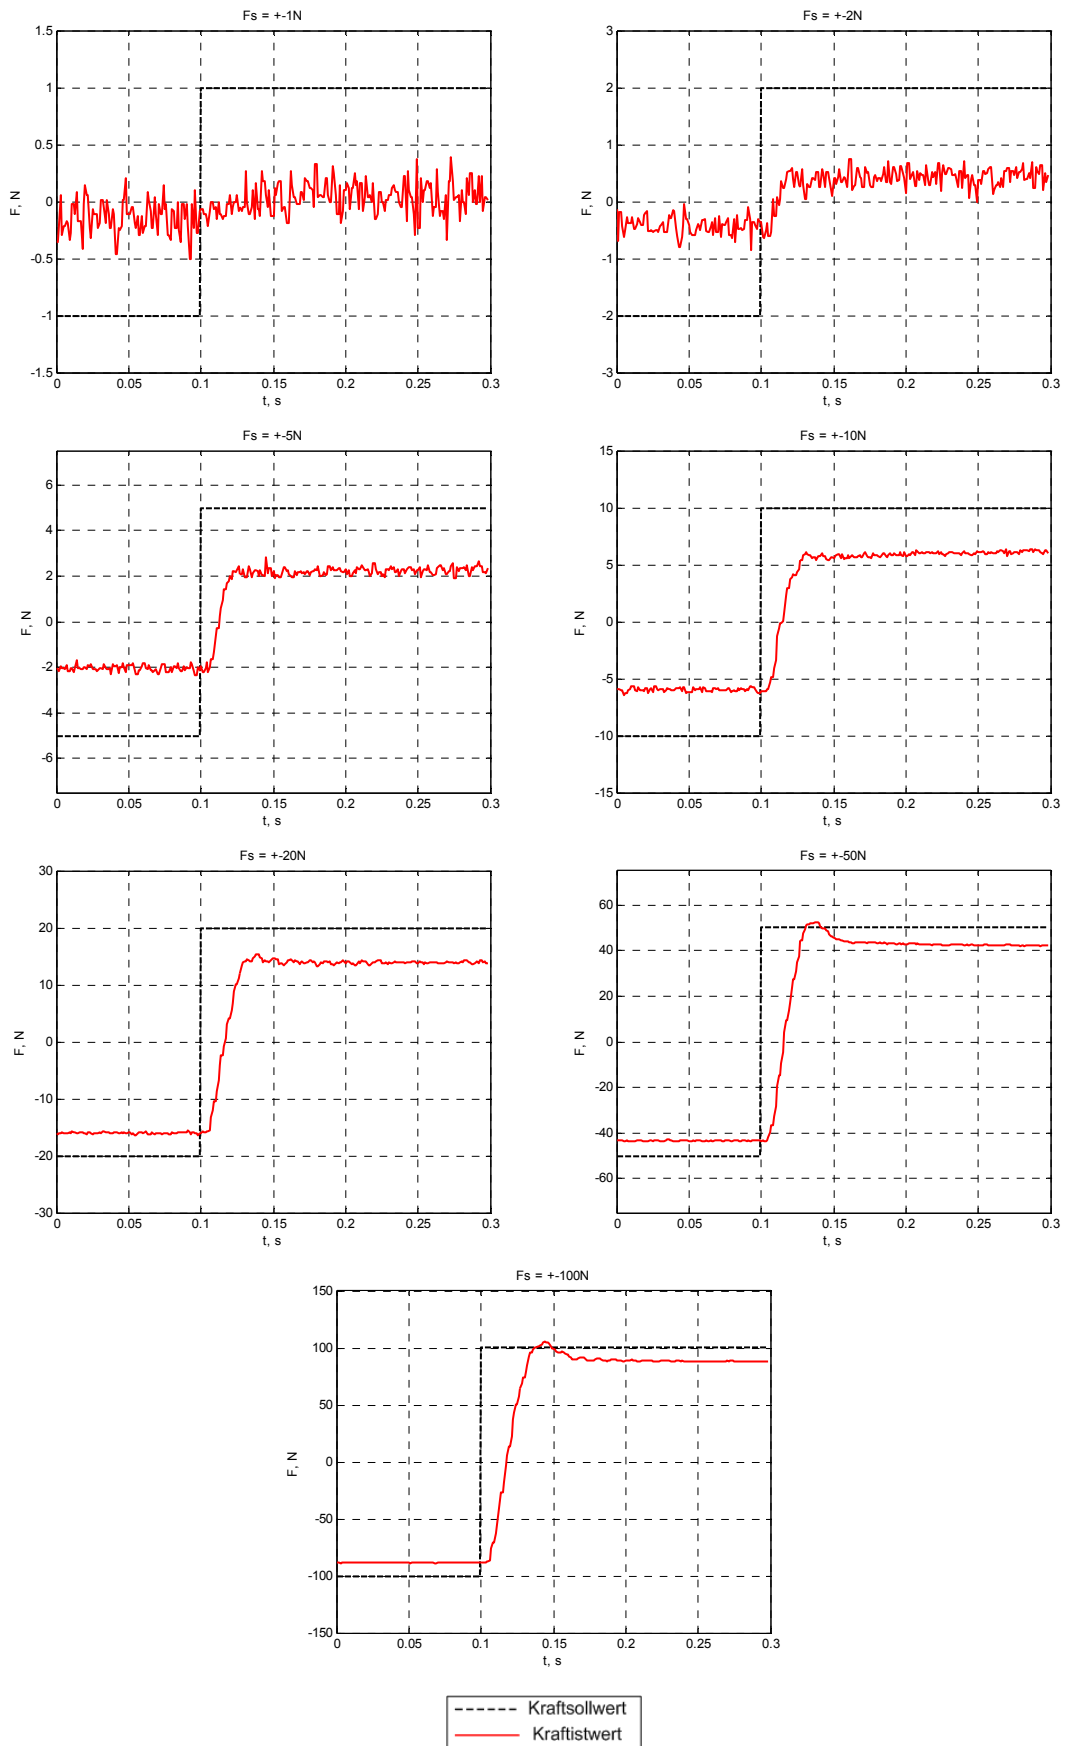 Fs = +-1N
1.5
1
0.5
0
-0.5
-1
-1.5
F, N
0 0.05 0.1 0.15 0.2 0.25 0.3
t, s
Fs = +-2N
3
2
1
0
-1
-2
-3
F, N
0 0.05 0.1 0.15 0.2 0.25 0.3
t, s
Fs = +-5N
6
4
2
0
-2
-4
-6
F, N
0 0.05 0.1 0.15 0.2 0.25 0.3
t, s
Fs = +-10N
15
10
5
0
-5
-10
-15
F, N
0 0.05 0.1 0.15 0.2 0.25 0.3
t, s
Fs = +-20N
30
20
10
0
-10
-20
-30
F, N
0 0.05 0.1 0.15 0.2 0.25 0.3
t, s
Fs = +-50N
60
40
20
0
-20
-40
-60
F, N
0 0.05 0.1 0.15 0.2 0.25 0.3
t, s
Fs = +-100N
150
100
50
0
-50
-100
-150
F, N
0 0.05 0.1 0.15 0.2 0.25 0.3
t, s
Kraftsollwert
Kraftistwert